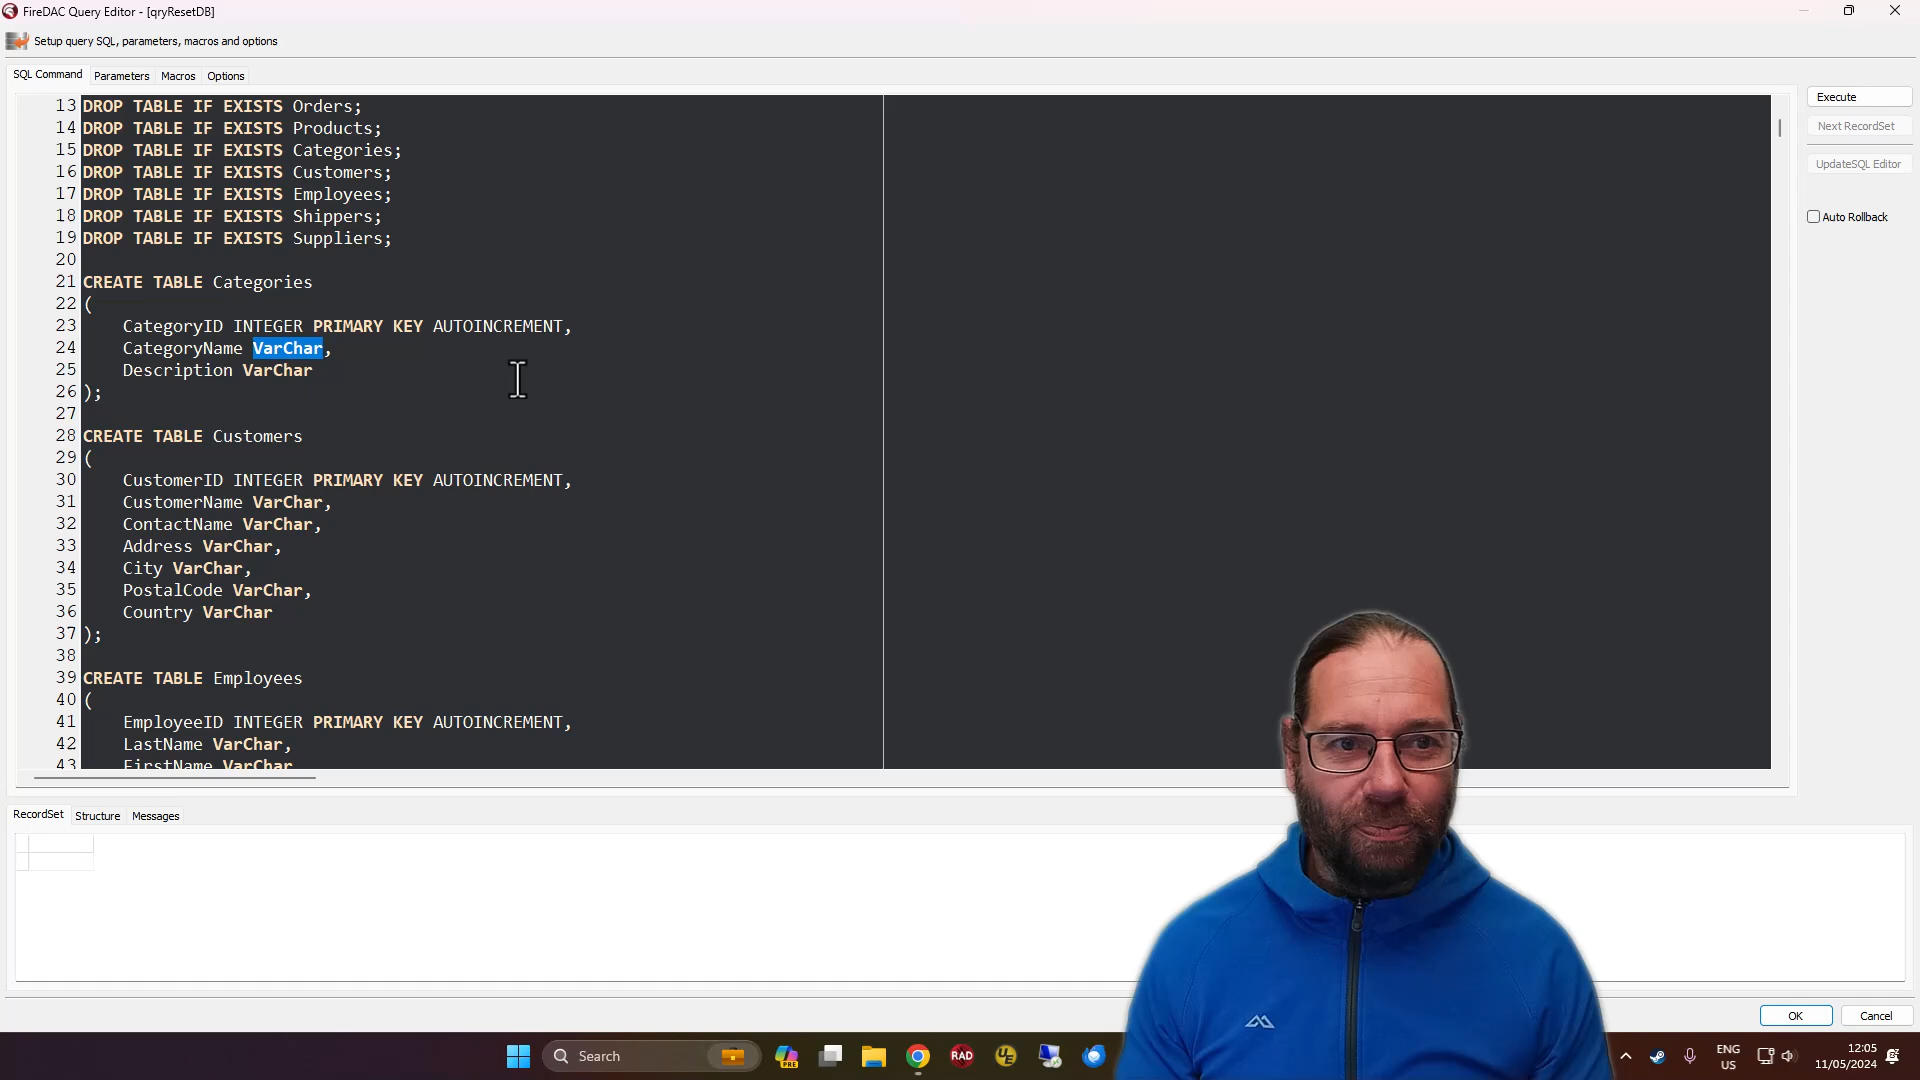 FireDAC Query Editor - [qryResetDB]
Setup query SQL, parameters, macros and options
SQL Command Parameters Macros Options
13 DROP TABLE IF EXISTS Orders;
14 DROP TABLE IF EXISTS Products;
15 DROP TABLE IF EXISTS Categories;
16 DROP TABLE IF EXISTS Customers;
17 DROP TABLE IF EXISTS Employees;
18 DROP TABLE IF EXISTS Shippers;
19 DROP TABLE IF EXISTS Suppliers;
20
21 CREATE TABLE Categories
22 (
23 CategoryID INTEGER PRIMARY KEY AUTOINCREMENT,
24 CategoryName VarChar,
25 Description VarChar
26 );
27
28 CREATE TABLE Customers
29 (
30 CustomerID INTEGER PRIMARY KEY AUTOINCREMENT,
31 CustomerName VarChar,
32 ContactName VarChar,
33 Address VarChar,
34 City VarChar,
35 PostalCode VarChar,
36 Country VarChar
37 );
38
39 CREATE TABLE Employees
40 (
41 EmployeeID INTEGER PRIMARY KEY AUTOINCREMENT,
42 LastName VarChar,
43 FirstName VarChar
Execute
Next RecordSet
UpdateSQL Editor
Auto Rollback
RecordSet Structure Messages
OK Cancel
Search
PRE
RAD
UE
ENG
US
12:05
11/05/2024